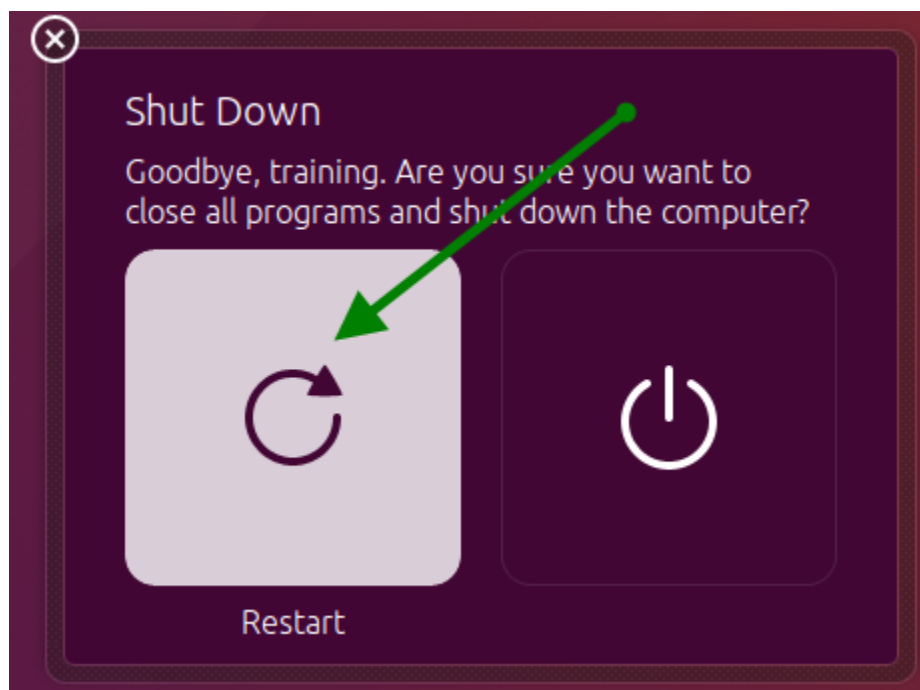 Shut Down
Goodbye, training. Are you sure you want to
close all programs and shut down the computer?
Restart